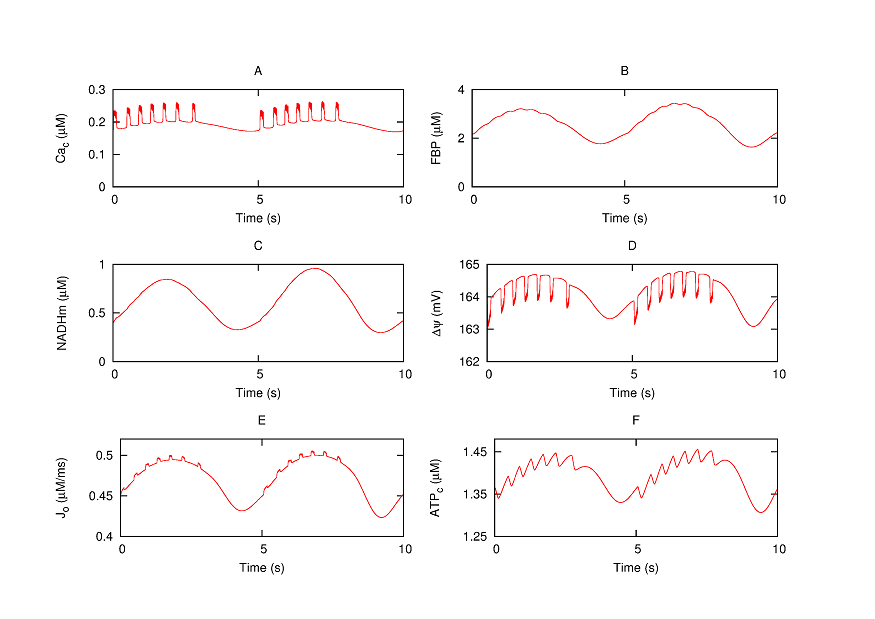 A
Ca_c (μM)
0.3
0.2
0.1
0
0 5 10
Time (s)
B
FBP (μM)
4
2
0
0 5 10
Time (s)
C
NADHm (μM)
1
0.5
0
0 5 10
Time (s)
D
Δψ (mV)
165
164
163
162
0 5 10
Time (s)
E
J_o (μM/ms)
0.5
0.45
0.4
0 5 10
Time (s)
F
ATP_c (μM)
1.45
1.35
1.25
0 5 10
Time (s)